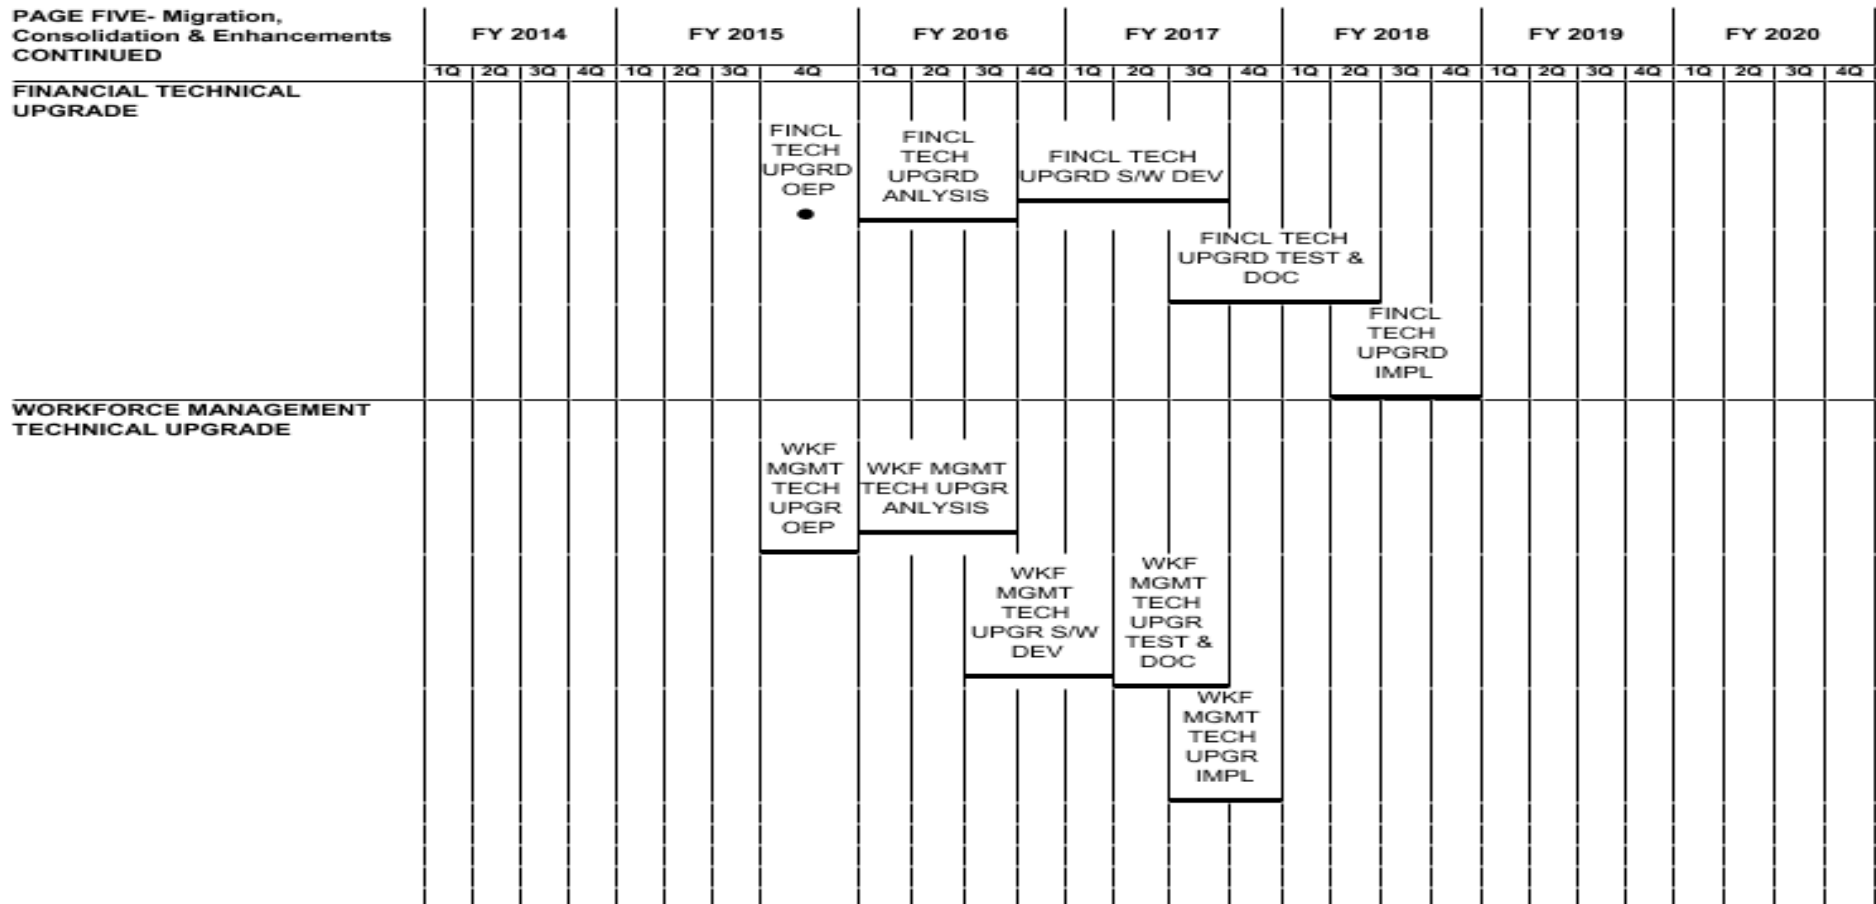 PAGE FIVE- Migration,
Consolidation & Enhancements
CONTINUED
FY 2014 FY 2015 FY 2016 FY 2017 FY 2018 FY 2019 FY 2020
1Q 2Q 3Q 4Q 1Q 2Q 3Q 4Q 1Q 2Q 3Q 4Q 1Q 2Q 3Q 4Q 1Q 2Q 3Q 4Q 1Q 2Q 3Q 4Q 1Q 2Q 3Q 4Q
FINANCIAL TECHNICAL
UPGRADE
FINCL
TECH
UPGRD
OEP
FINCL
TECH
UPGRD
ANLYSIS
FINCL TECH
UPGRD S/W DEV
FINCL TECH
UPGRD TEST &
DOC
FINCL
TECH
UPGRD
IMPL
WORKFORCE MANAGEMENT
TECHNICAL UPGRADE
WKF
MGMT
TECH
UPGR
OEP
WKF MGMT
TECH UPGR
ANLYSIS
WKF
MGMT
TECH
UPGR S/W
DEV
WKF
MGMT
TECH
UPGR
TEST &
DOC
WKF
MGMT
TECH
UPGR
IMPL